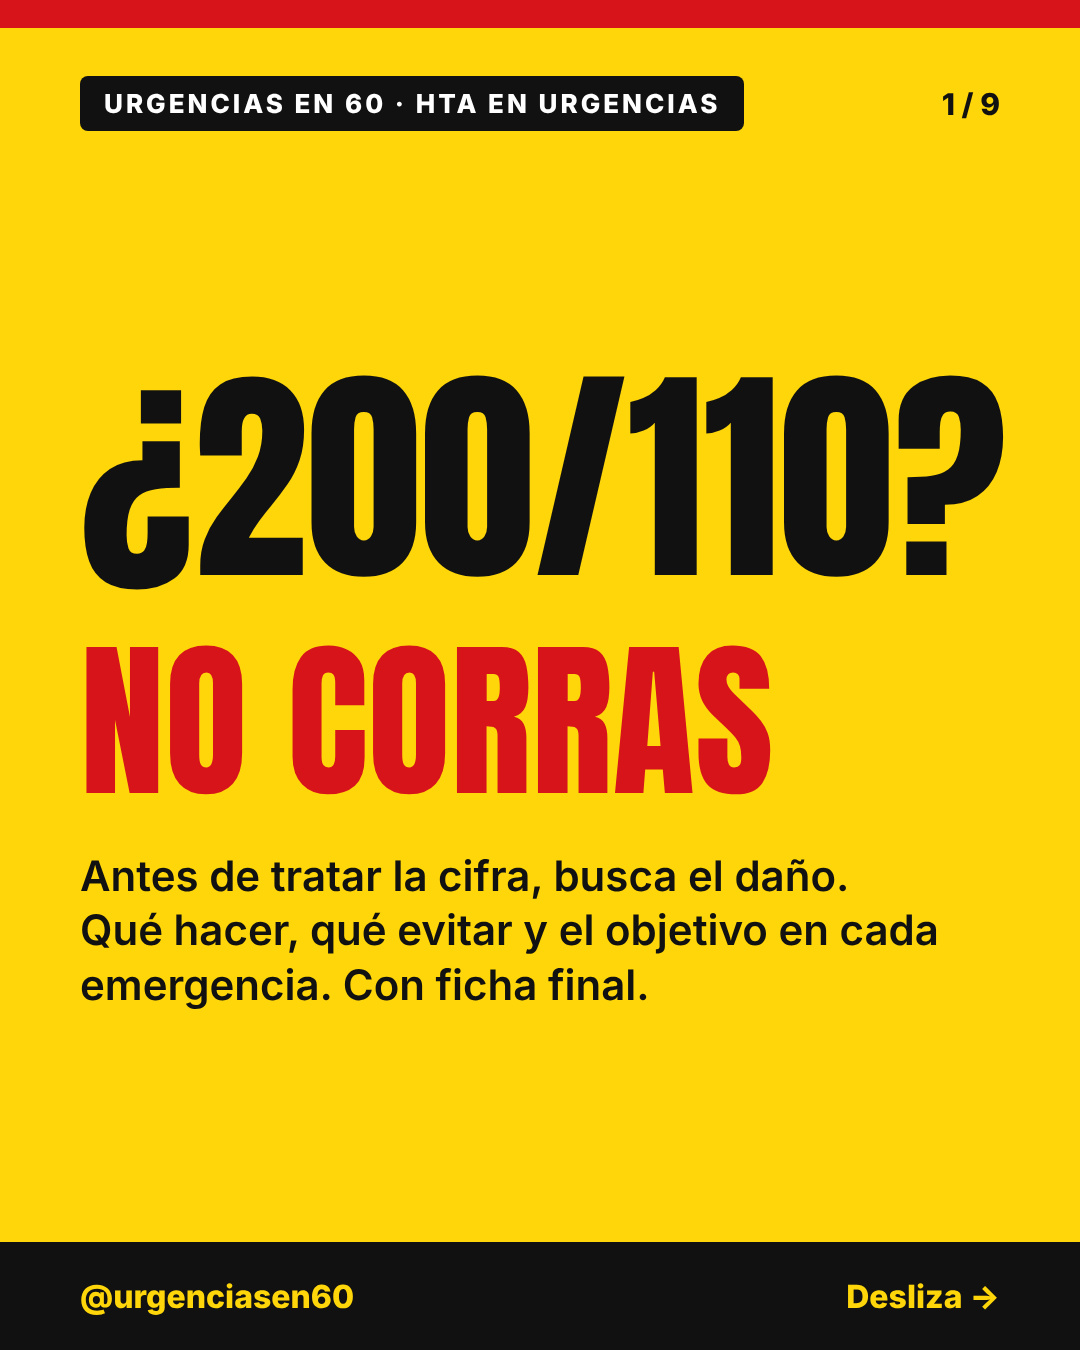 URGENCIAS EN 60 · HTA EN URGENCIAS
1 / 9
¿200/110?
NO CORRAS
Antes de tratar la cifra, busca el daño.
Qué hacer, qué evitar y el objetivo en cada
emergencia. Con ficha final.
@urgenciasen60
Desliza →